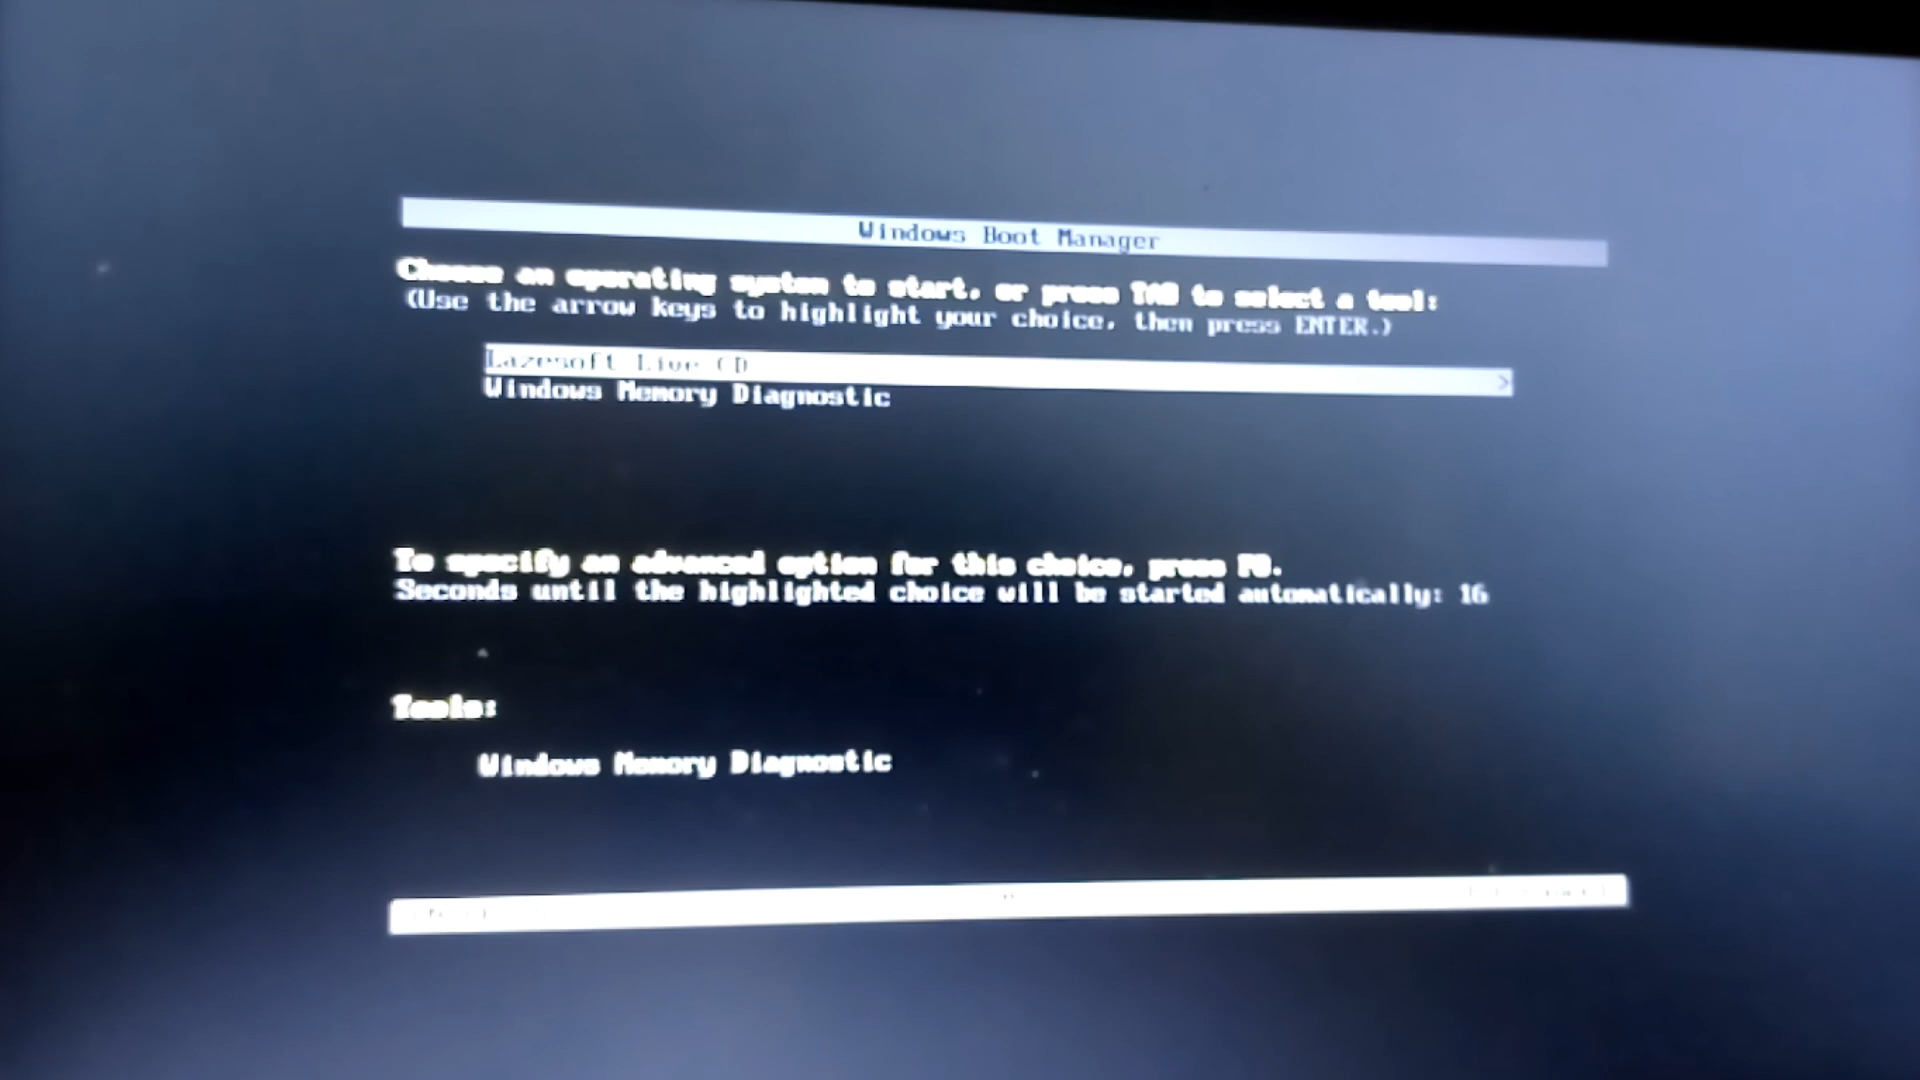 Windows Boot Manager
Choose an operating system to start, or press TAB to select a tool:
(Use the arrow keys to highlight your choice, then press ENTER.)
Lazesoft Live CD >
Windows Memory Diagnostic
To specify an advanced option for this choice, press F8.
Seconds until the highlighted choice will be started automatically: 16
Tools:
Windows Memory Diagnostic